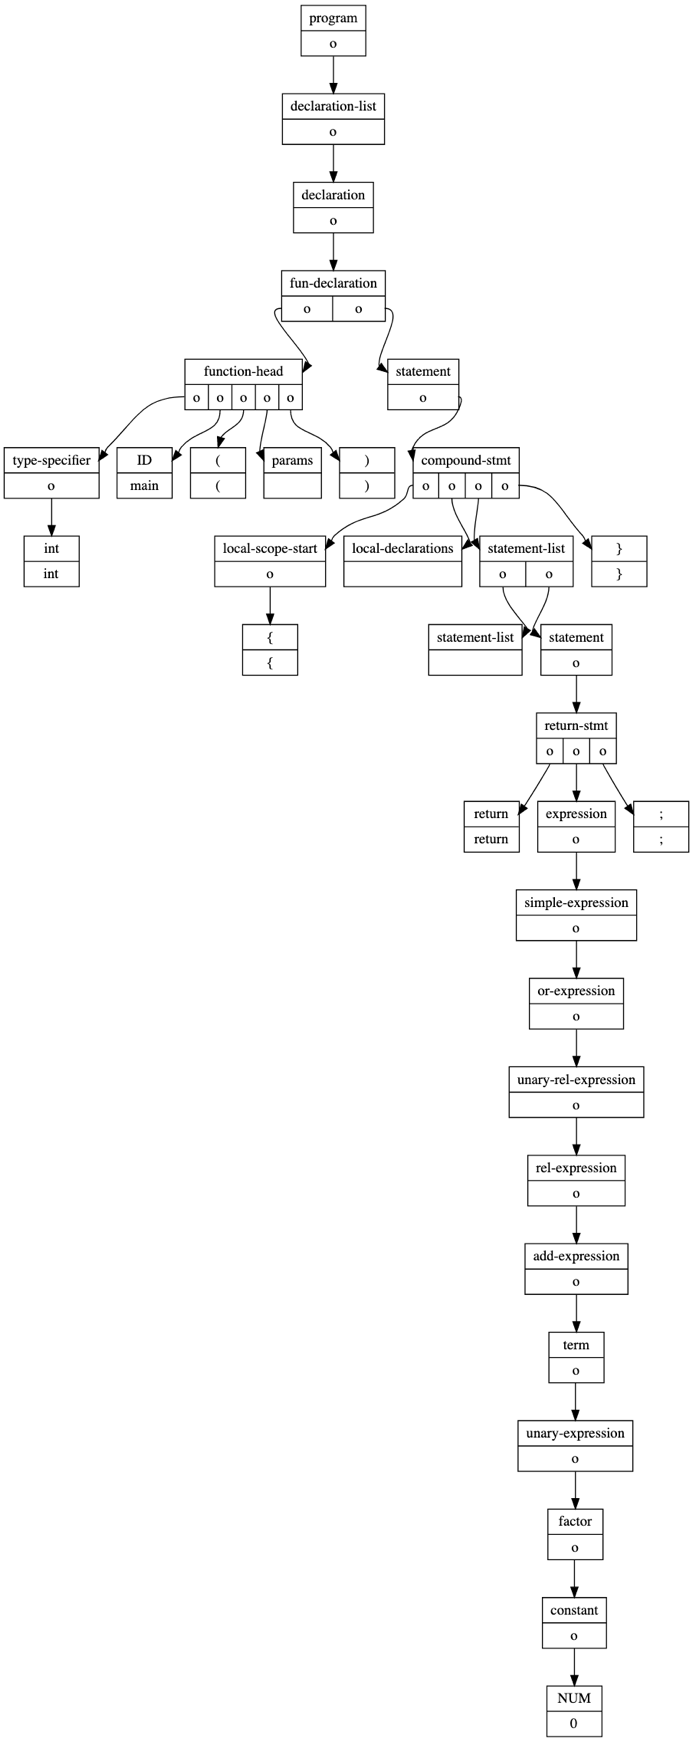 program
o
declaration-list
o
declaration
o
fun-declaration
o o
function-head
o o o o o
statement
o
type-specifier
o
ID
main
(
(
params
)
)
compound-stmt
o o o o
int
int
local-scope-start
o
local-declarations
statement-list
o o
}
}
{
{
statement-list
statement
o
return-stmt
o o o
return
return
expression
o
;
;
simple-expression
o
or-expression
o
unary-rel-expression
o
rel-expression
o
add-expression
o
term
o
unary-expression
o
factor
o
constant
o
NUM
0